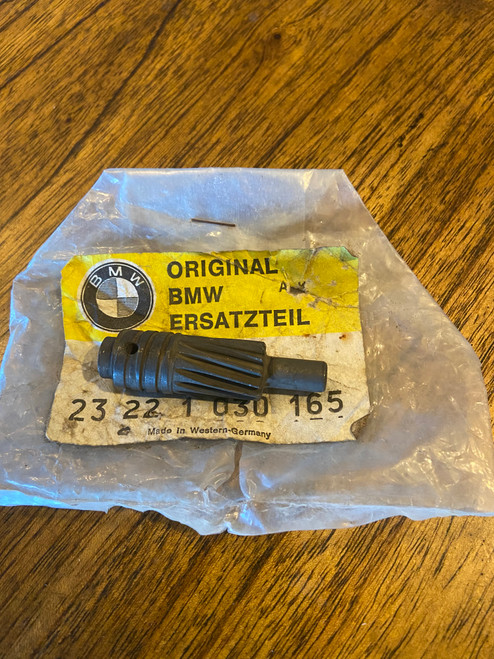 BMW
ORIGINAL
BMW
ERSATZTEIL
23 22 1 030 165
Made in Western-Germany